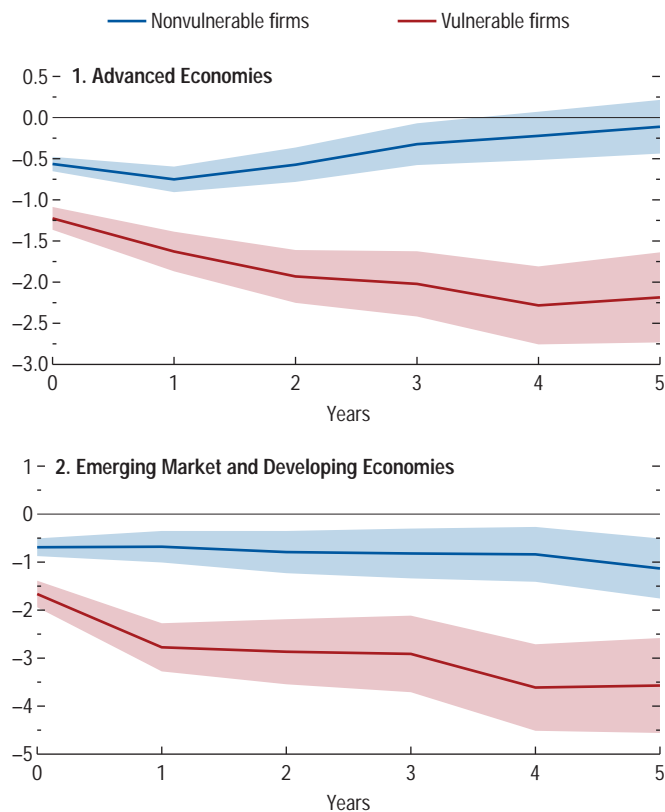 Nonvulnerable firms Vulnerable firms
1. Advanced Economies
0.5
0.0
–0.5
–1.0
–1.5
–2.0
–2.5
–3.0
0 1 2 3 4 5
Years
2. Emerging Market and Developing Economies
1
0
–1
–2
–3
–4
–5
0 1 2 3 4 5
Years